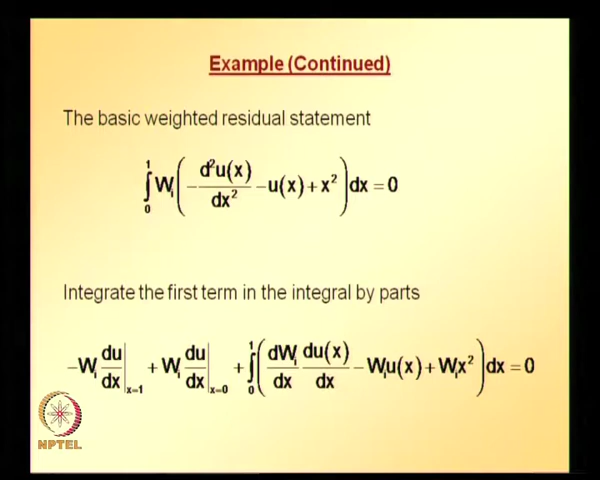 Example (Continued)
The basic weighted residual statement
∫₀¹ Wᵢ(−d²u(x)/dx² −u(x)+x²)dx = 0
Integrate the first term in the integral by parts
−Wᵢ du/dx|ₓ₌₁ + Wᵢ du/dx|ₓ₌₀ + ∫₀¹(dWᵢ/dx du(x)/dx − Wᵢu(x) + Wᵢx²)dx = 0
NPTEL